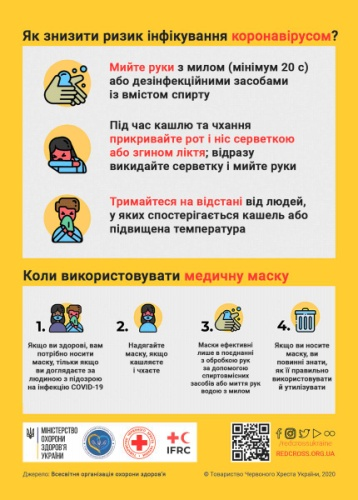 Як знизити ризик інфікування коронавірусом?
Мийте руки з милом (мінімум 20 с)
або дезінфекційними засобами
із вмістом спирту
Під час кашлю та чхання
прикривайте рот і ніс серветкою
або згином ліктя; відразу
викидайте серветку і мийте руки
Тримайтеся на відстані від людей,
у яких спостерігається кашель або
підвищена температура
Коли використовувати медичну маску
1.
Якщо ви здорові, вам
потрібно носити
маску, тільки якщо
ви доглядаєте за
людиною з підозрою
на інфекцію COVID-19
2.
Надягайте
маску, якщо
кашляєте
і чхаєте
3.
Маски ефективні
лише в поєднанні
з обробкою рук
за допомогою
спиртовмісних
засобів або миття рук
водою з милом
4.
Якщо ви носите
маску, ви
повинні знати,
як її правильно
використовувати
й утилізувати
МІНІСТЕРСТВО
ОХОРОНИ
ЗДОРОВ'Я
УКРАЇНИ
IFRC
REDCROSS.ORG.UA
Джерело: Всесвітня організація охорони здоров'я
© Товариство Червоного Хреста України, 2020